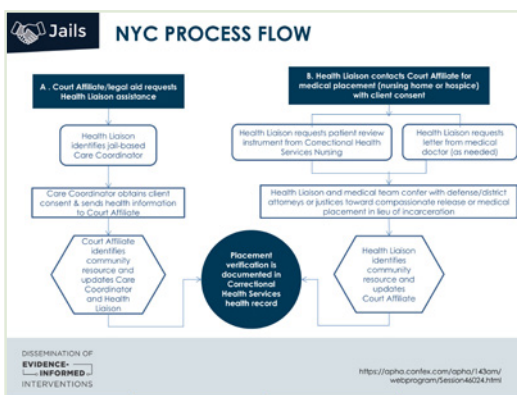 Jails
NYC PROCESS FLOW
A . Court Affiliate/legal aid requests
Health Liaison assistance
Health Liaison
identifies jail-based
Care Coordinator
Care Coordinator obtains client
consent & sends health information
to Court Affiliate
Court Affiliate
identifies
community
resource and
updates Care
Coordinator
and Health
Liaison
B. Health Liaison contacts Court Affiliate for
medical placement (nursing home or hospice)
with client consent
Health Liaison requests patient review
instrument from Correctional Health
Services Nursing
Health Liaison requests
letter from medical
doctor (as needed)
Health Liaison and medical team confer with defense/district
attorneys or justices toward compassionate release or medical
placement in lieu of incarceration
Health Liaison
identifies
community
resource and
updates
Court Affiliate
Placement
verification is
documented in
Correctional
Health Services
health record
DISSEMINATION OF
EVIDENCE-
INFORMED
INTERVENTIONS
https://apha.confex.com/apha/143am/
webprogram/Session46024.html